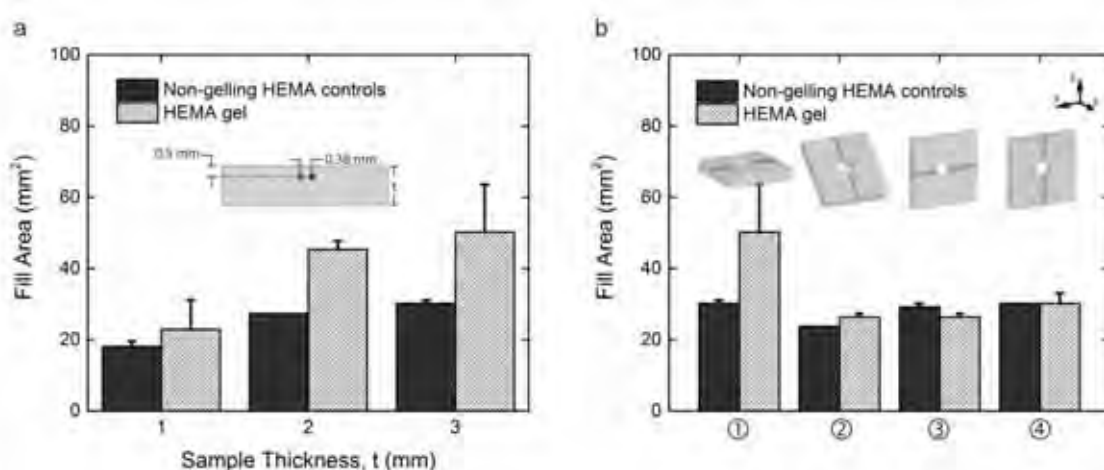 a
100
80
60
40
20
0
Fill Area (mm²)
Non-gelling HEMA controls
HEMA gel
0.5 mm
0.38 mm
t
1 2 3
Sample Thickness, t (mm)
b
100
80
60
40
20
0
Fill Area (mm²)
Non-gelling HEMA controls
HEMA gel
① ② ③ ④